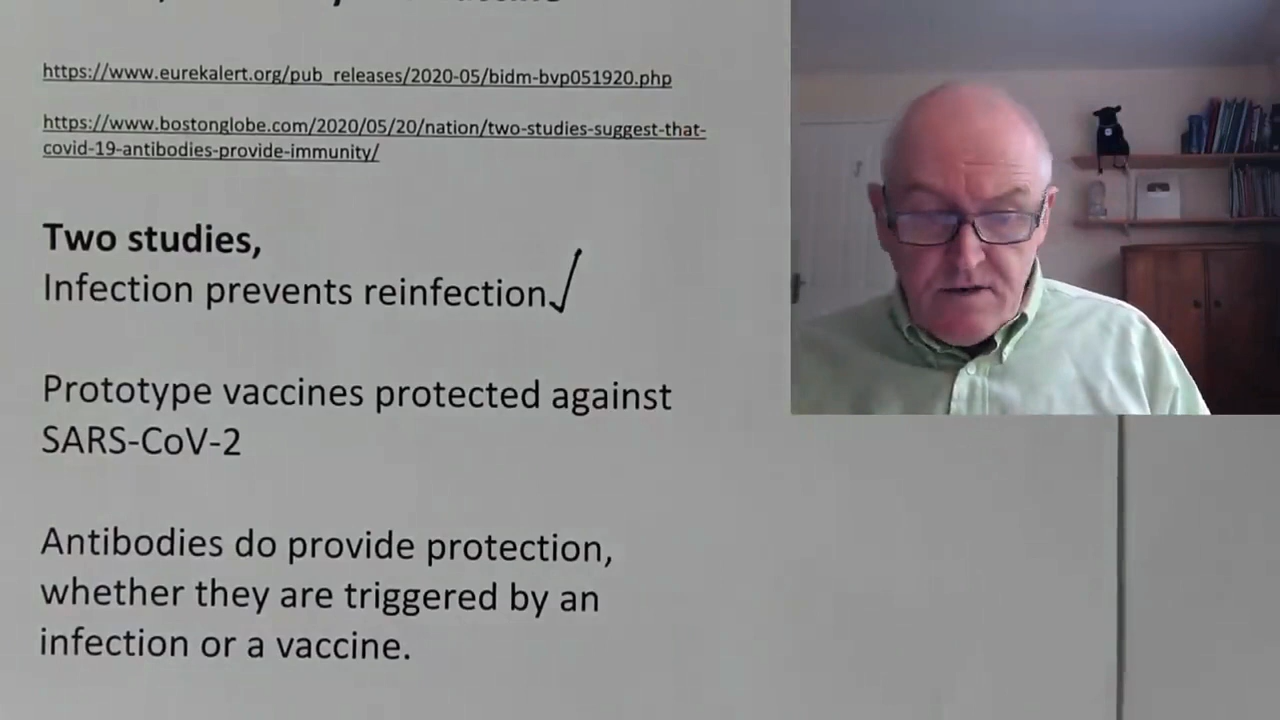 https://www.eurekalert.org/pub_releases/2020-05/bidm-bvp051920.php
https://www.bostonglobe.com/2020/05/20/nation/two-studies-suggest-that-
covid-19-antibodies-provide-immunity/
Two studies,
Infection prevents reinfection
Prototype vaccines protected against
SARS-CoV-2
Antibodies do provide protection,
whether they are triggered by an
infection or a vaccine.